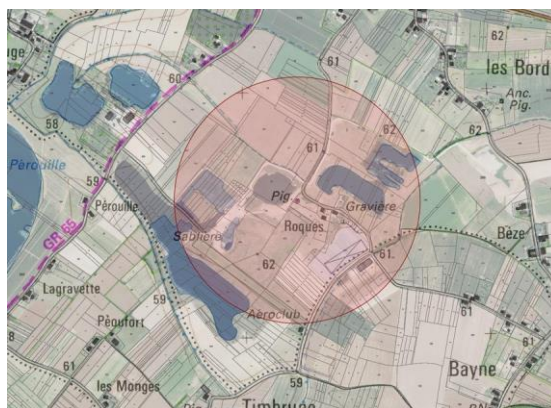 61
62
les Bord
60
Anc.
Pig.
58
61
62
62
Pérouille
59
Pérouille
Pig.
Gravière
GR 65
Sablière
Roques
Bèze
62
61.
Lagravette
59
Aéroclub
Péoufort
61
61
les Monges
59
Bayne
Timbruée